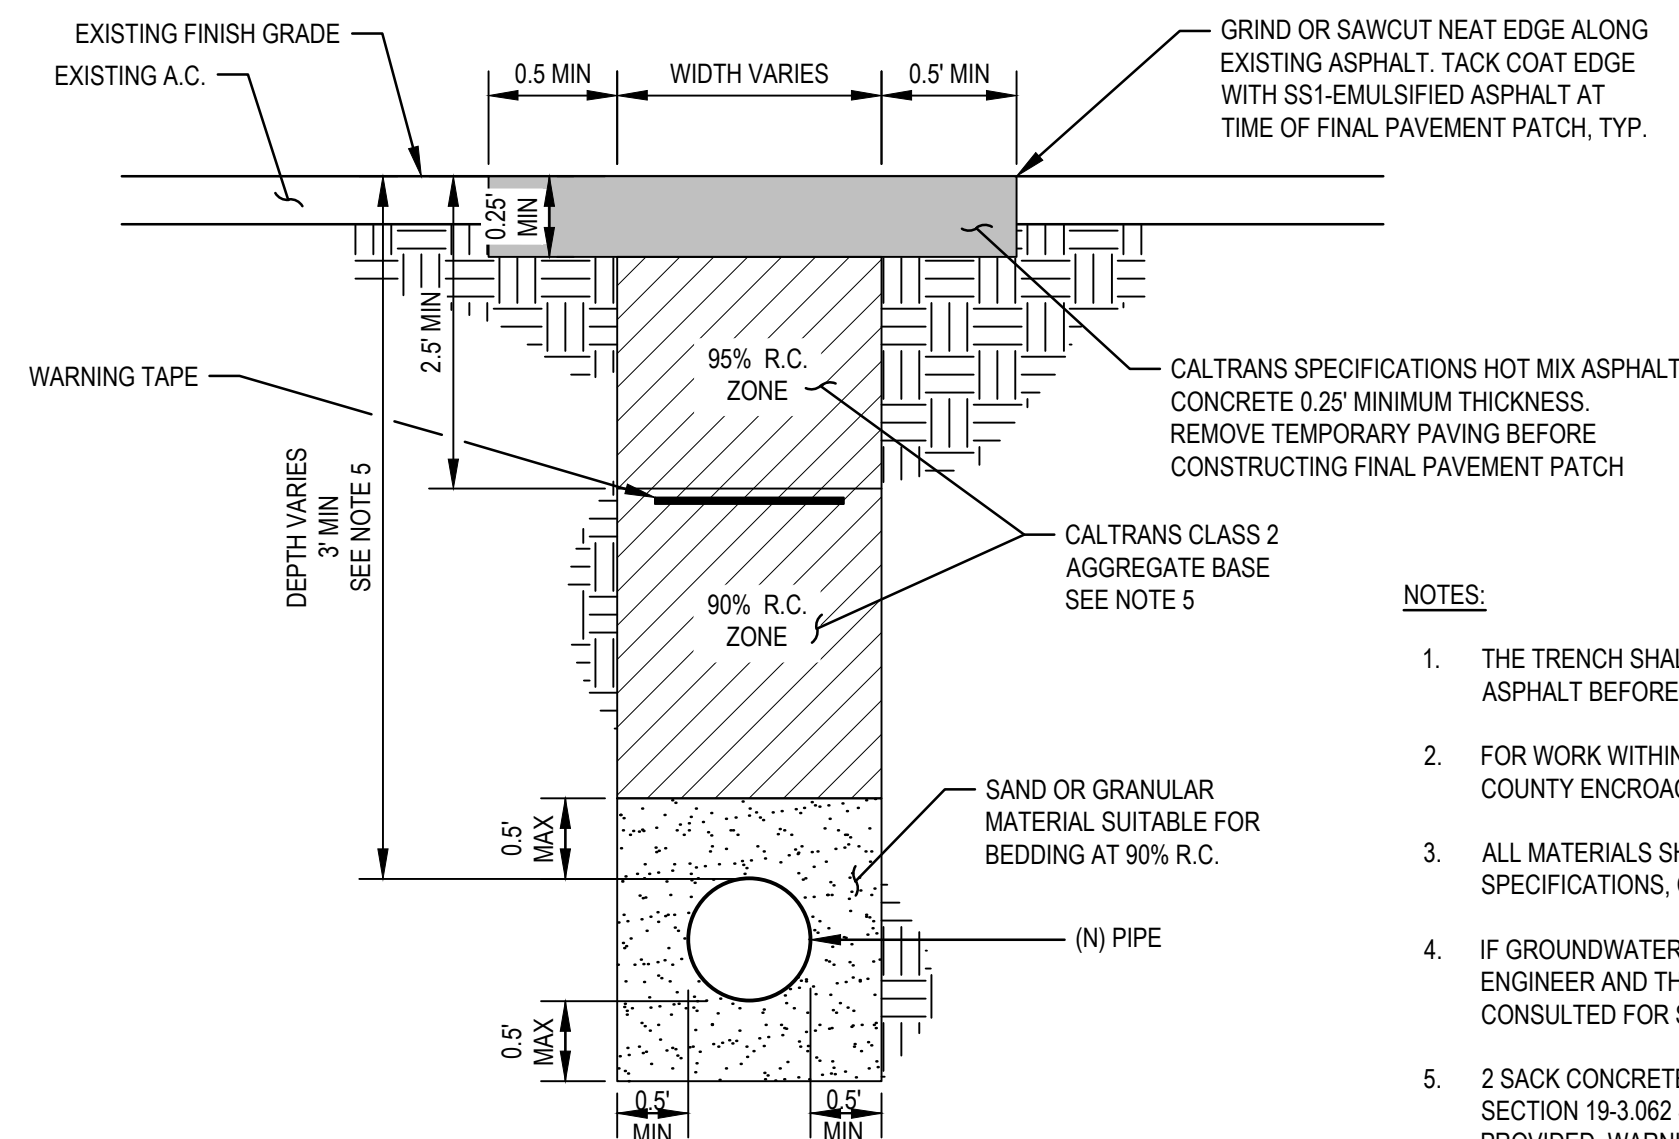 EXISTING FINISH GRADE
EXISTING A.C.
0.5 MIN
WIDTH VARIES
0.5' MIN
GRIND OR SAWCUT NEAT EDGE ALONG
EXISTING ASPHALT. TACK COAT EDGE
WITH SS1-EMULSIFIED ASPHALT AT
TIME OF FINAL PAVEMENT PATCH, TYP.
0.25'
MIN
2.5' MIN
WARNING TAPE
95% R.C.
ZONE
CALTRANS SPECIFICATIONS HOT MIX ASPHALT
CONCRETE 0.25' MINIMUM THICKNESS.
REMOVE TEMPORARY PAVING BEFORE
CONSTRUCTING FINAL PAVEMENT PATCH
DEPTH VARIES
3' MIN
SEE NOTE 5
CALTRANS CLASS 2
AGGREGATE BASE
SEE NOTE 5
90% R.C.
ZONE
SAND OR GRANULAR
MATERIAL SUITABLE FOR
BEDDING AT 90% R.C.
0.5'
MAX
(N) PIPE
0.5'
MAX
0.5'
MIN
0.5'
MIN
NOTES:
1. THE TRENCH
ASPHALT BEFORE
2. FOR WORK WITHIN
COUNTY
3. ALL MATERIALS
SPECIFICATIONS,
4. IF GROUNDWATER
ENGINEER AND
CONSULTED FOR
5. 2 SACK CONCRETE
SECTION 19-3.062
PROVIDED.